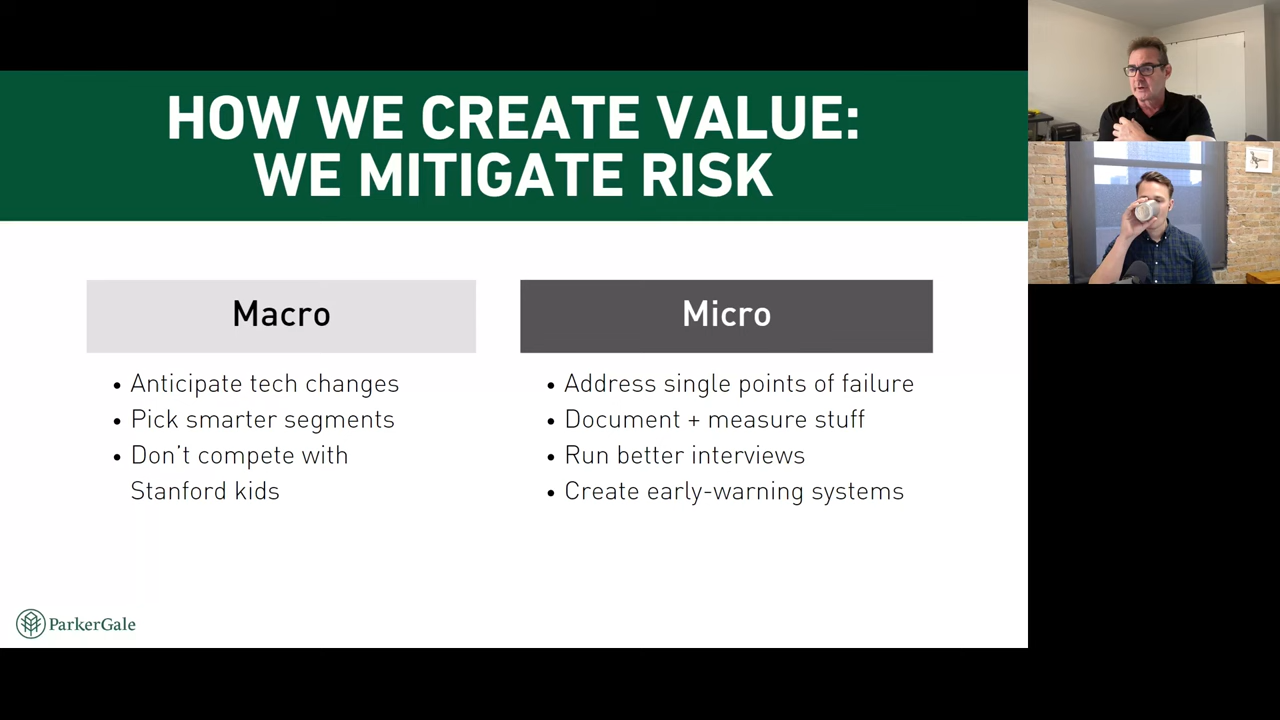 HOW WE CREATE VALUE:
WE MITIGATE RISK
Macro
• Anticipate tech changes
• Pick smarter segments
• Don’t compete with
Stanford kids
Micro
• Address single points of failure
• Document + measure stuff
• Run better interviews
• Create early-warning systems
ParkerGale